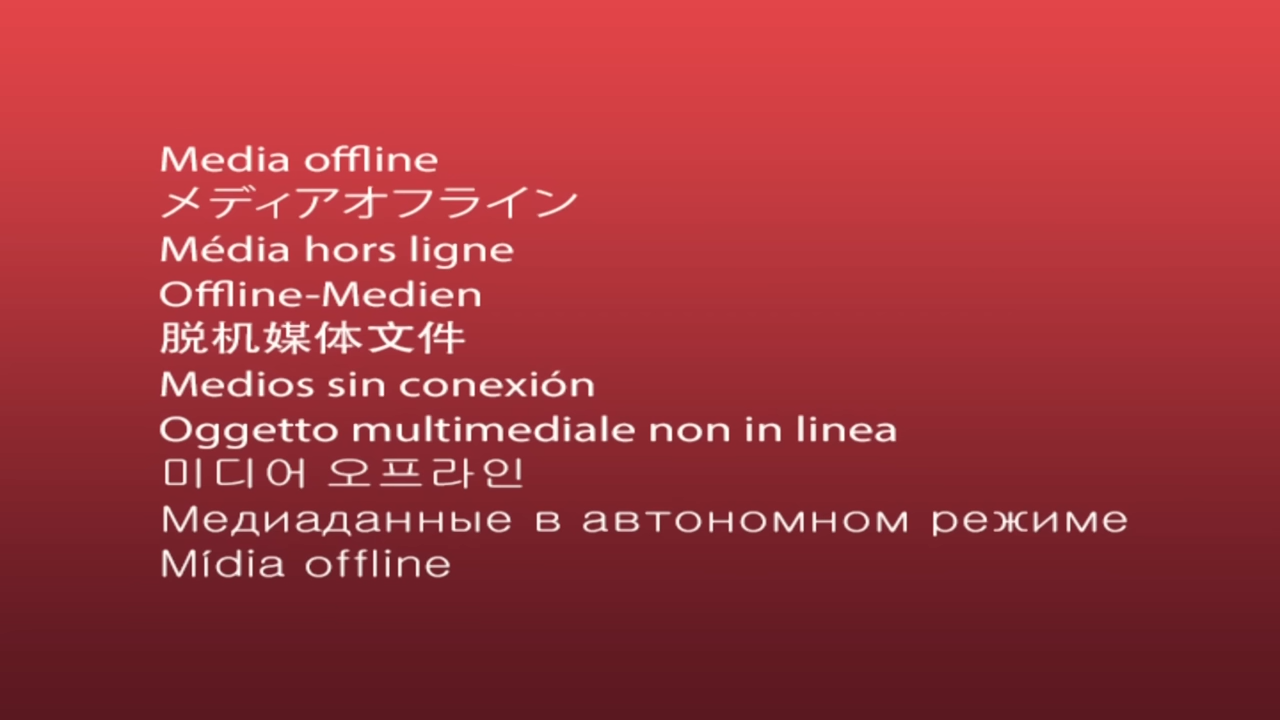 Media offline
メディアオフライン
Média hors ligne
Offline-Medien
脱机媒体文件
Medios sin conexión
Oggetto multimediale non in linea
미디어 오프라인
Медиаданные в автономном режиме
Mídia offline